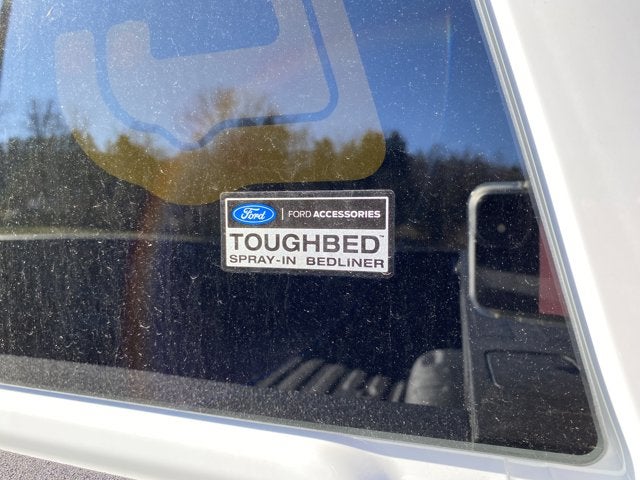 Ford | FORD ACCESSORIES
TOUGHBED™
SPRAY-IN BEDLINER